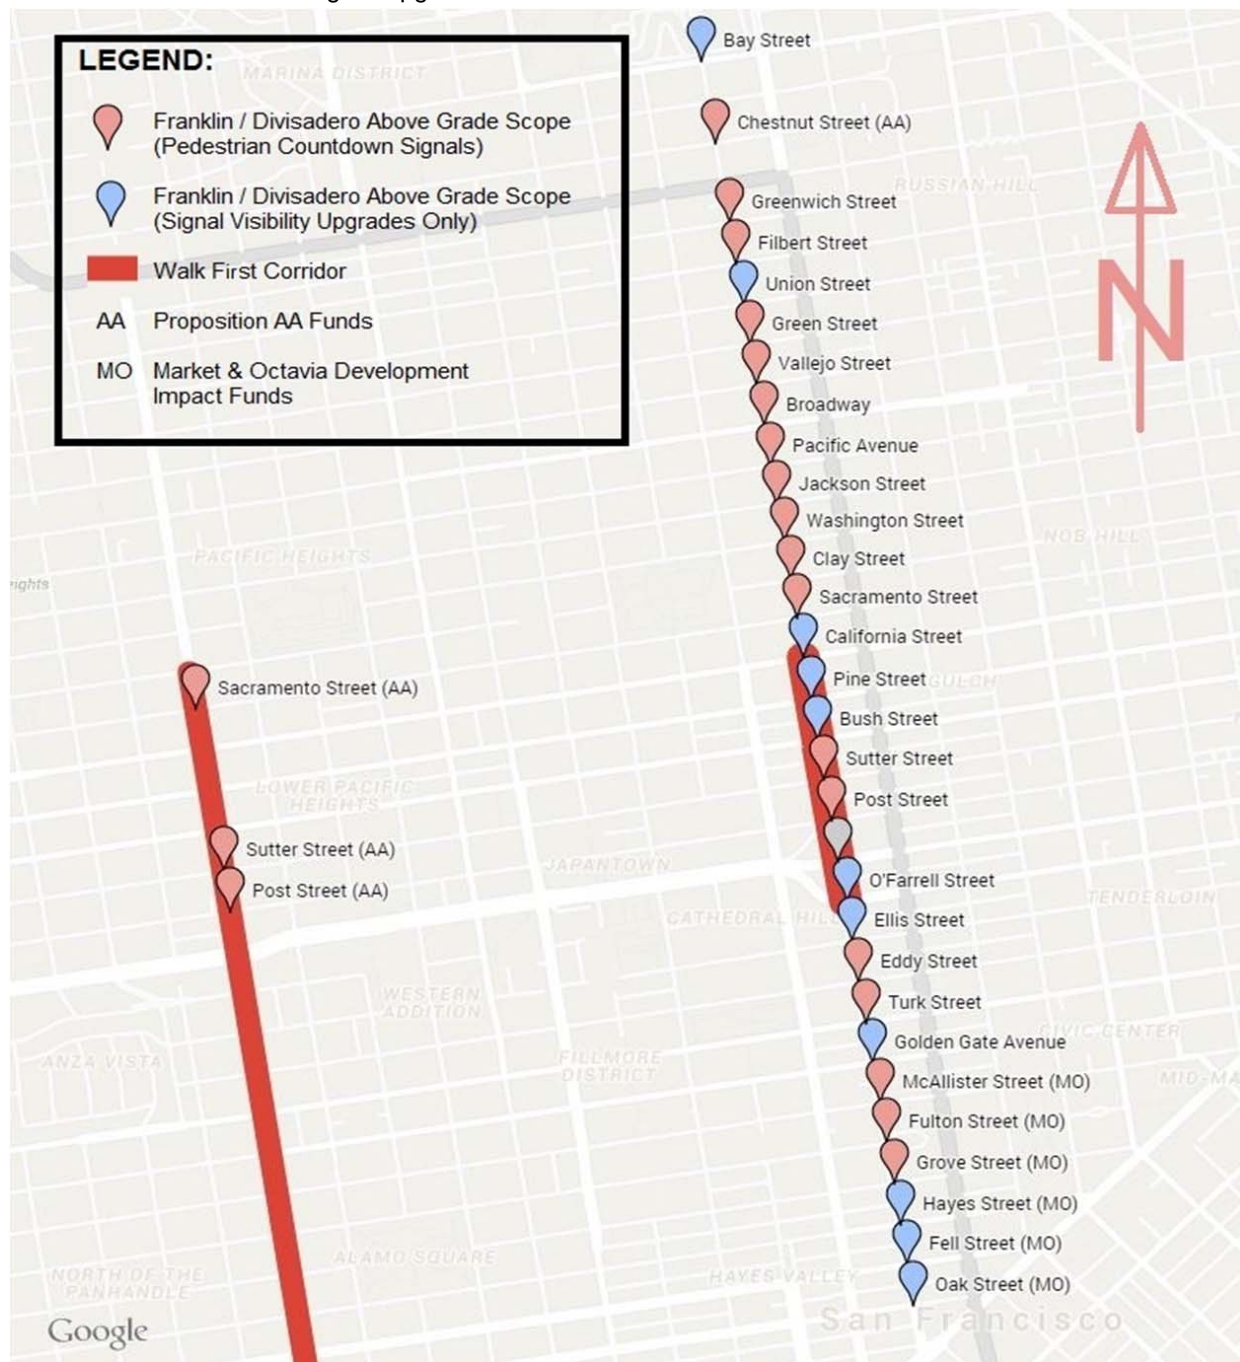 LEGEND:
Franklin / Divisadero Above Grade Scope
(Pedestrian Countdown Signals)
Franklin / Divisadero Above Grade Scope
(Signal Visibility Upgrades Only)
Walk First Corridor
AA Proposition AA Funds
MO Market & Octavia Development
Impact Funds
MARINA DISTRICT
Bay Street
Chestnut Street (AA)
RUSSIAN HILL
Greenwich Street
Filbert Street
Union Street
Green Street
Vallejo Street
Broadway
Pacific Avenue
Jackson Street
Washington Street
NOB HILL
Clay Street
Sacramento Street
California Street
Pine Street
GULCH
Bush Street
Sutter Street
Post Street
O'Farrell Street
Ellis Street
Eddy Street
Turk Street
Golden Gate Avenue
McAllister Street (MO)
Fulton Street (MO)
Grove Street (MO)
Hayes Street (MO)
Fell Street (MO)
Oak Street (MO)
N
PACIFIC HEIGHTS
ights
Sacramento Street (AA)
LOWER PACIFIC
HEIGHTS
Sutter Street (AA)
Post Street (AA)
JAPANTOWN
CATHEDRAL HILL
TENDERLOIN
WESTERN
ADDITION
CIVIC CENTER
ANZA VISTA
FILLMORE
DISTRICT
MID-MA
ALAMO SQUARE
NORTH OF THE
PANHANDLE
HAYES VALLEY
San Francisco
Google